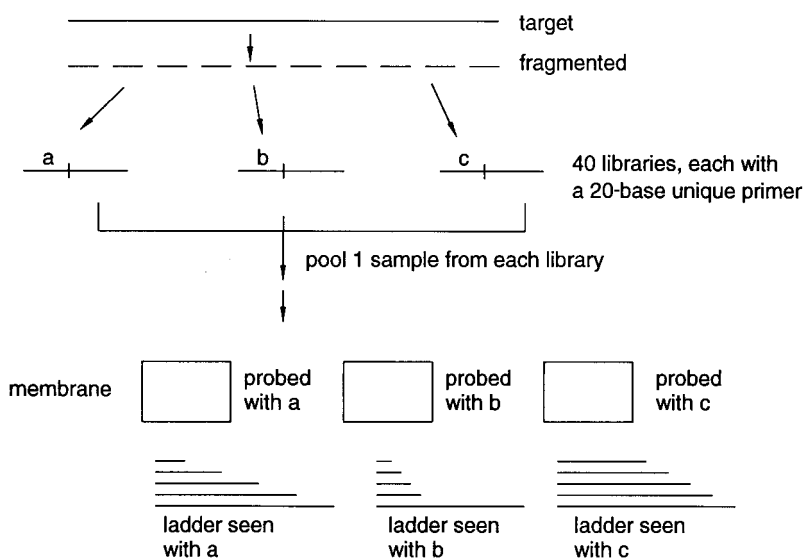 target
fragmented
a
b
c
40 libraries, each with
a 20-base unique primer
pool 1 sample from each library
membrane
probed
with a
probed
with b
probed
with c
ladder seen
with a
ladder seen
with b
ladder seen
with c